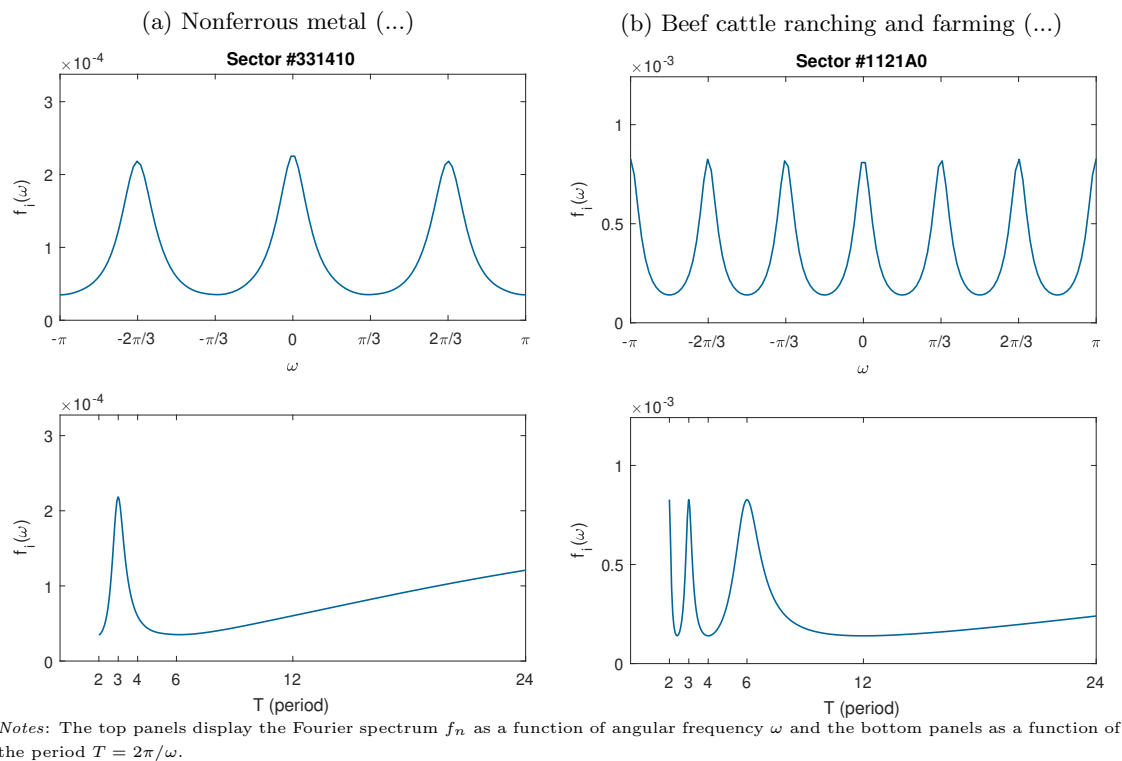 (a) Nonferrous metal (...)
Sector #331410
×10⁻⁴
3
2
1
0
f_i(ω)
-π -2π/3 -π/3 0 π/3 2π/3 π
ω
(b) Beef cattle ranching and farming (...)
Sector #1121A0
×10⁻³
1
0.5
0
f_i(ω)
-π -2π/3 -π/3 0 π/3 2π/3 π
ω
×10⁻⁴
3
2
1
0
f_i(ω)
2 3 4 6 12 24
T (period)
×10⁻³
1
0.5
0
f_i(ω)
2 3 4 6 12 24
T (period)
Notes: The top panels display the Fourier spectrum f_n as a function of angular frequency ω and the bottom panels as a function of
the period T = 2π/ω.